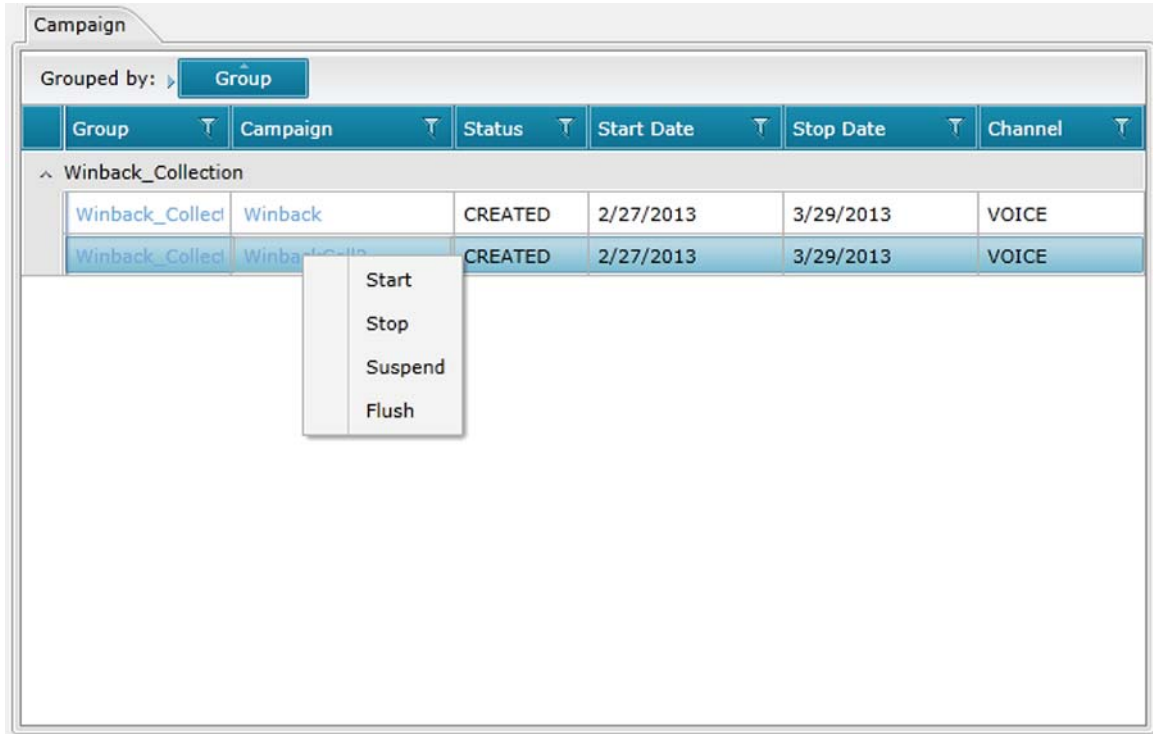 Campaign
Grouped by: Group
Group Campaign Status Start Date Stop Date Channel
Winback_Collection
Winback_Collect Winback CREATED 2/27/2013 3/29/2013 VOICE
Winback_Collect CREATED 2/27/2013 3/29/2013 VOICE
Start
Stop
Suspend
Flush